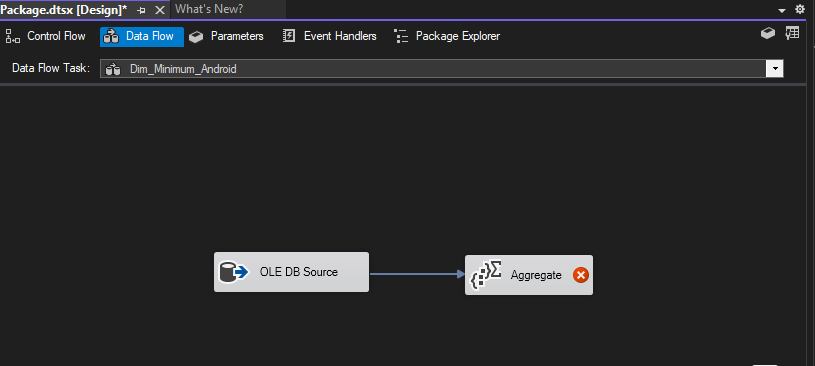 Package.dtsx [Design]* What's New?
Control Flow Data Flow Parameters Event Handlers Package Explorer
Data Flow Task: Dim_Minimum_Android
OLE DB Source Aggregate